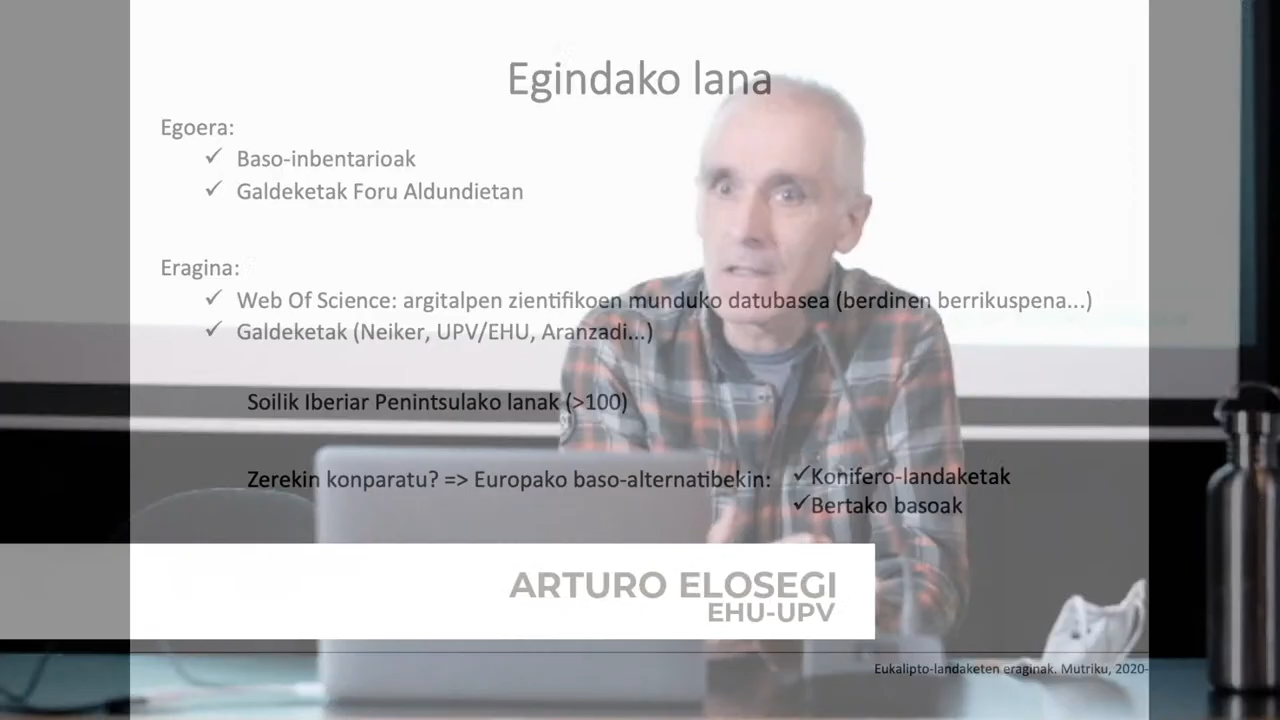 Egindako lana
Egoera:
✓ Baso-inbentarioak
✓ Galdeketak Foru Aldundietan
Eragina:
✓ Web Of Science: argitalpen zientifikoen munduko datubasea (berdinen berrikuspena...)
✓ Galdeketak (Neiker, UPV/EHU, Aranzadi...)
Soilik Iberiar Penintsulako lanak (>100)
Zerekin konparatu? => Europako baso-alternatibekin: ✓Konifero-landaketak
✓Bertako basoak
ARTURO ELOSEGI
EHU-UPV
Eukalipto-landaketen eraginak. Mutriku, 2020-